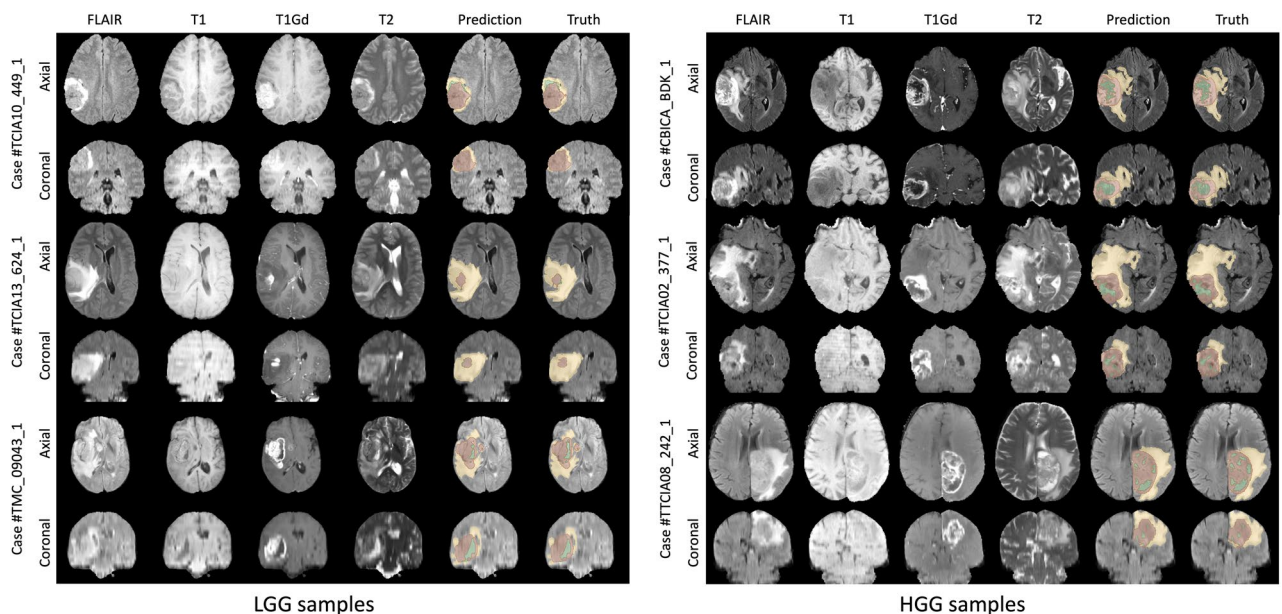 FLAIR T1 T1Gd T2 Prediction Truth
Case #TCIA10_449_1
Axial
Coronal
Case #TCIA13_624_1
Axial
Coronal
Case #TMC_09043_1
Axial
Coronal
LGG samples
FLAIR T1 T1Gd T2 Prediction Truth
Case #CBICA_BDK_1
Axial
Coronal
Case #TCIA02_377_1
Axial
Coronal
Case #TTCIA08_242_1
Axial
Coronal
HGG samples